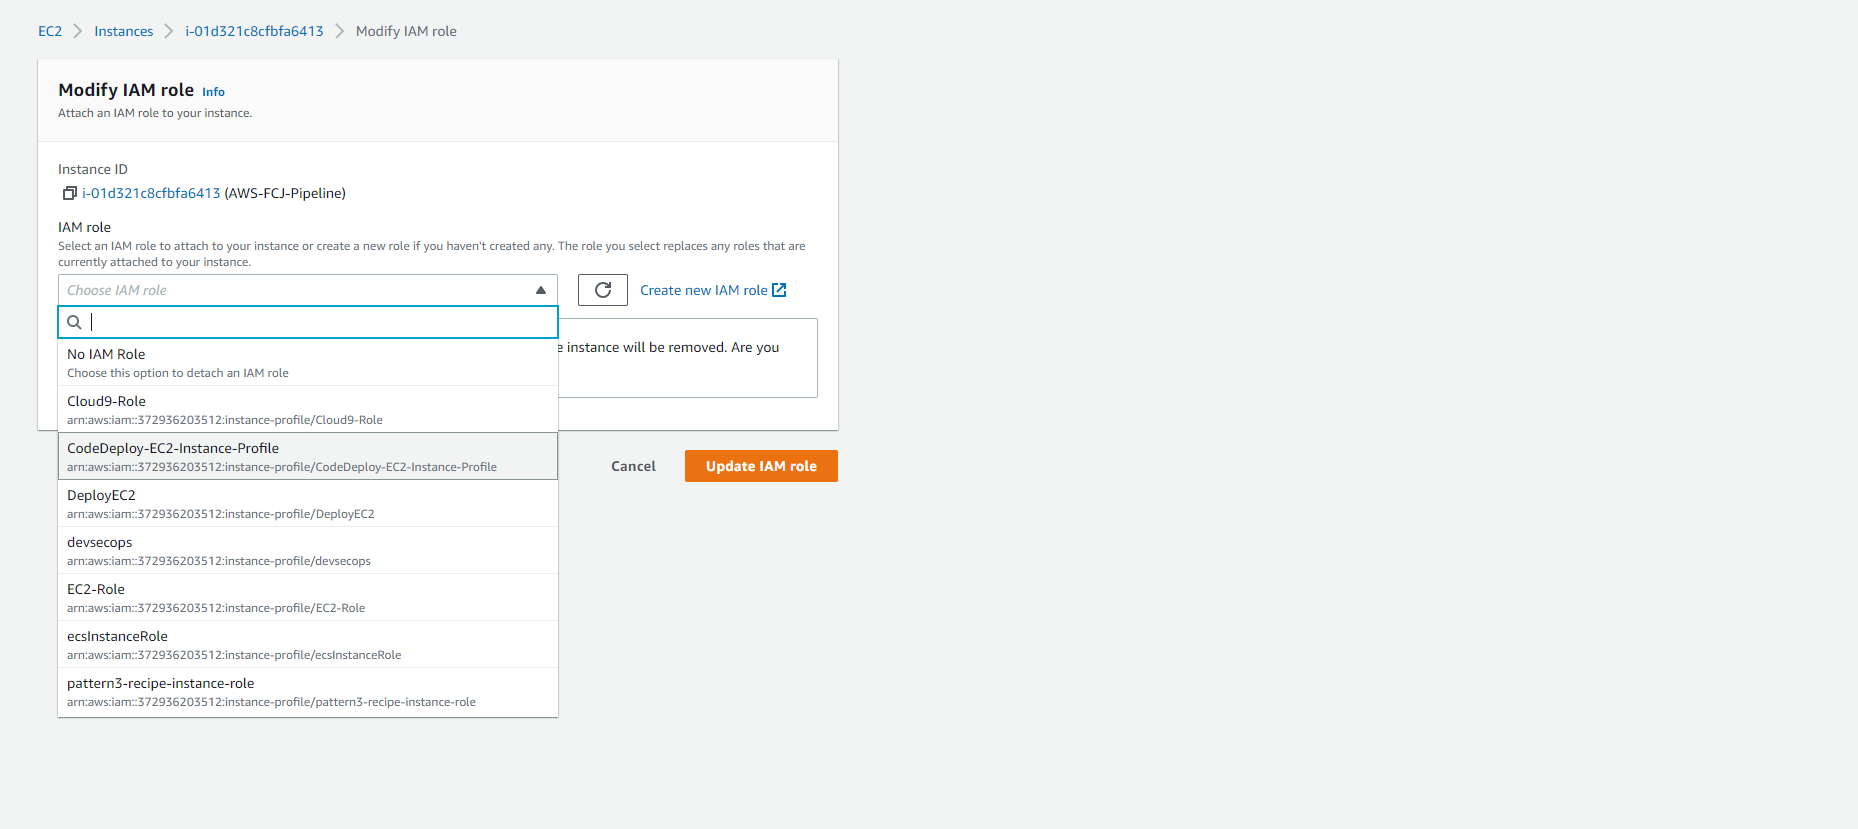 EC2 Instances i-01d321c8cfbfa6413 Modify IAM role
Modify IAM role Info
Attach an IAM role to your instance.
Instance ID
i-01d321c8cfbfa6413 (AWS-FCJ-Pipeline)
IAM role
Select an IAM role to attach to your instance or create a new role if you haven't created any. The role you select replaces any roles that are
currently attached to your instance.
Choose IAM role
Create new IAM role
e instance will be removed. Are you
No IAM Role
Choose this option to detach an IAM role
Cloud9-Role
arn:aws:iam::372936203512:instance-profile/Cloud9-Role
CodeDeploy-EC2-Instance-Profile
arn:aws:iam::372936203512:instance-profile/CodeDeploy-EC2-Instance-Profile
DeployEC2
arn:aws:iam::372936203512:instance-profile/DeployEC2
devsecops
arn:aws:iam::372936203512:instance-profile/devsecops
EC2-Role
arn:aws:iam::372936203512:instance-profile/EC2-Role
ecsInstanceRole
arn:aws:iam::372936203512:instance-profile/ecsInstanceRole
pattern3-recipe-instance-role
arn:aws:iam::372936203512:instance-profile/pattern3-recipe-instance-role
Cancel
Update IAM role